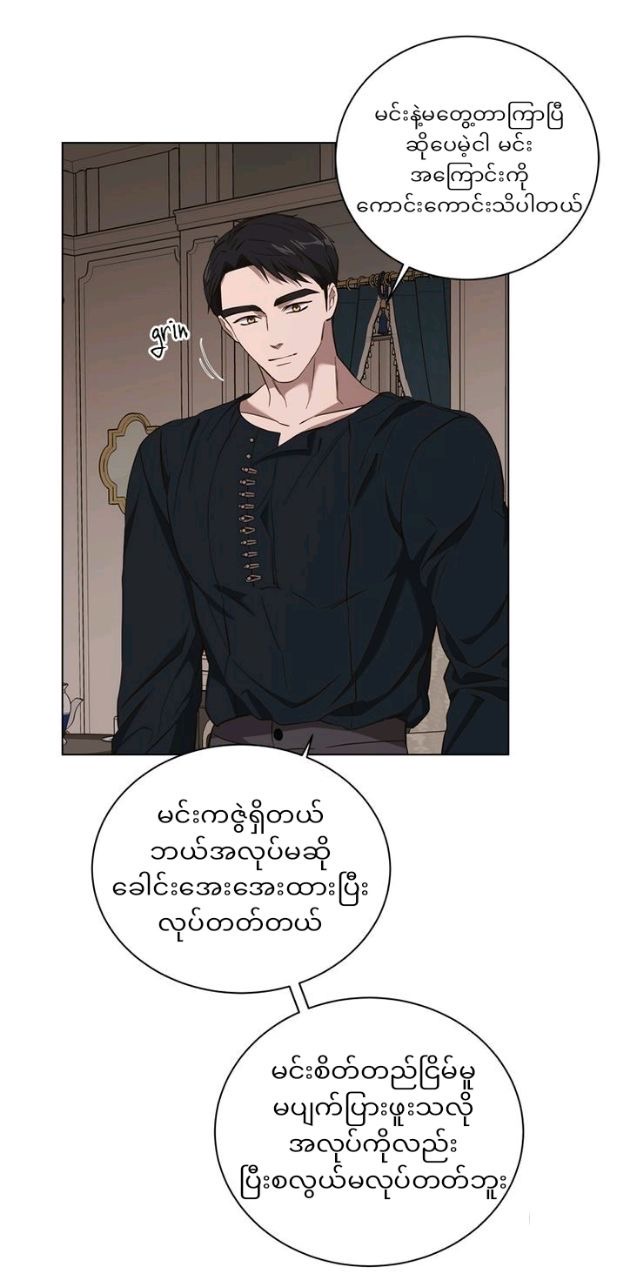 မင်းနဲ့မတွေ့တာကြာပြီ
ဆိုပေမဲ့ငါ မင်း
အကြောင်းကို
ကောင်းကောင်းသိပါတယ်
grin
မင်းကဇွဲရှိတယ်
ဘယ်အလုပ်မဆို
ခေါင်းအေးအေးထားပြီး
လုပ်တတ်တယ်
မင်းစိတ်တည်ငြိမ်မှု
မပျက်ပြားဖူးသလို
အလုပ်ကိုလည်း
ပြီးစလွယ်မလုပ်တတ်ဘူး